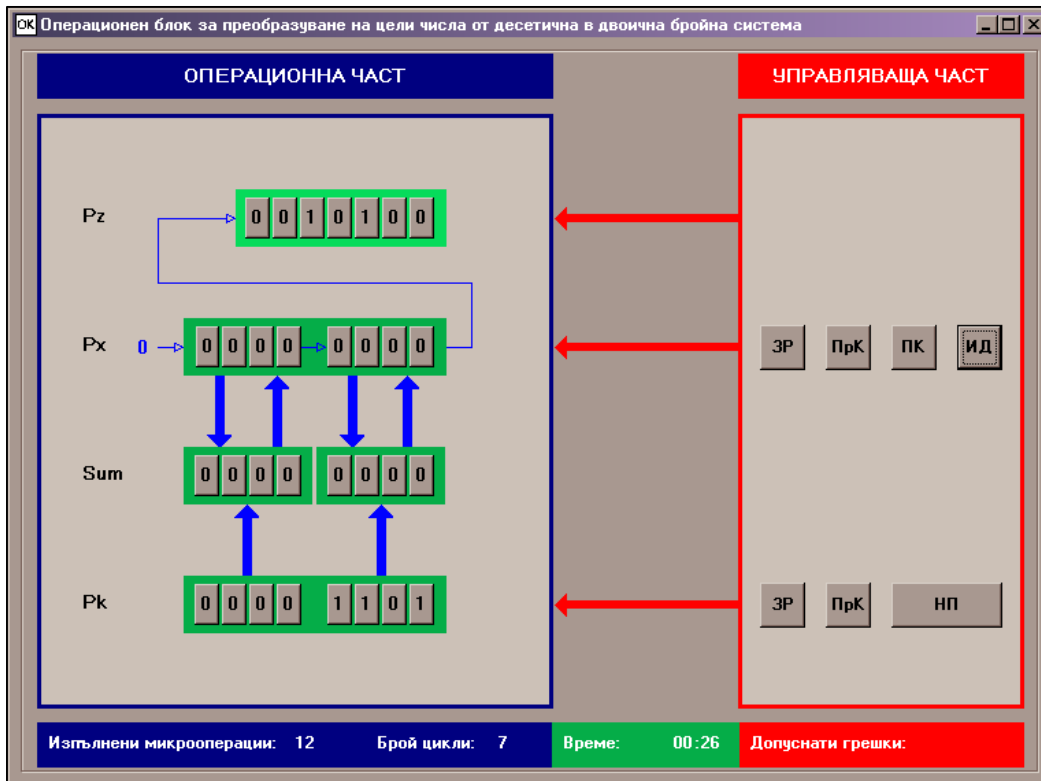 OK Операционен блок за преобразуване на цели числа от десетична в двоична бройна система
ОПЕРАЦИОННА ЧАСТ УПРАВЛЯВАЩА ЧАСТ
Pz 0 0 1 0 1 0 0
Px 0 0 0 0 0 0 0 0 0 ЗР ПрК ПК ИД
Sum 0 0 0 0 0 0 0 0
Pk 0 0 0 0 1 1 0 1 ЗР ПрК НП
Изпълнени микрооперации: 12 Брой цикли: 7 Време: 00:26 Допуснати грешки: